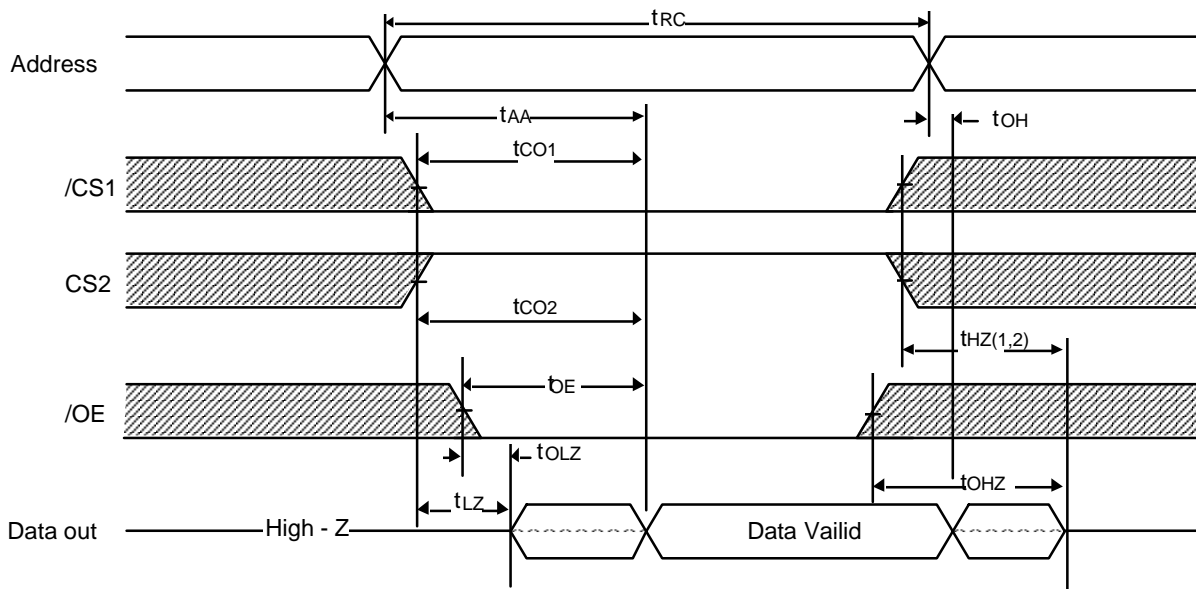 tRC
Address
tAA
tOH
tCO1
/CS1
CS2
tCO2
tHZ(1,2)
tOE
/OE
tOLZ
tOHZ
tLZ
Data out
High - Z
Data Vailid